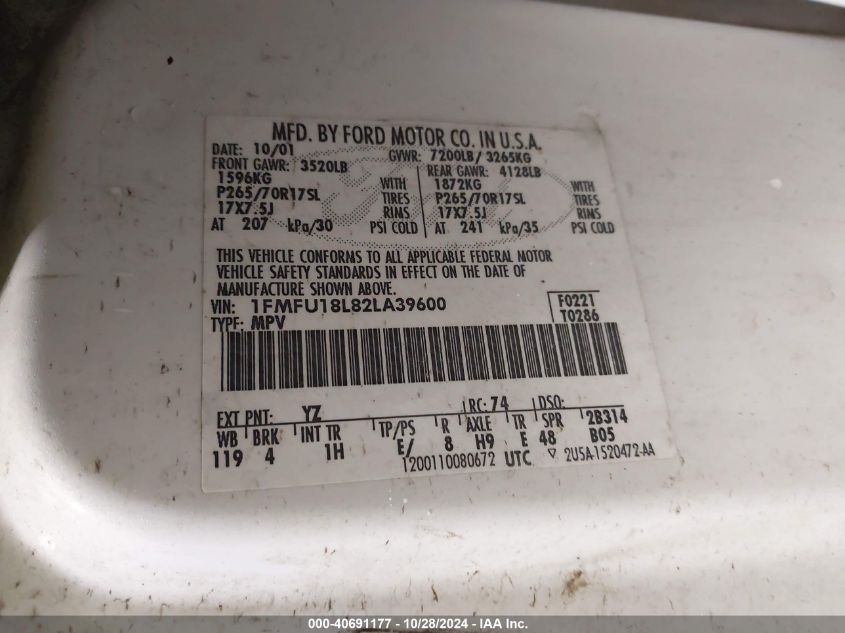 MFD. BY FORD MOTOR CO. IN U.S.A.
DATE: 10/01 GVWR: 7200LB/ 3265KG
FRONT GAWR: 3520LB REAR GAWR: 4128LB
1596KG WITH 1872KG WITH
P265/70R17SL TIRES P265/70R17SL TIRES
17X7.5J RIMS 17X7.5J RIMS
AT 207 kPa/30 PSI COLD AT 241 kPa/35 PSI COLD
THIS VEHICLE CONFORMS TO ALL APPLICABLE FEDERAL MOTOR
VEHICLE SAFETY STANDARDS IN EFFECT ON THE DATE OF
MANUFACTURE SHOWN ABOVE.
VIN: 1FMFU18L82LA39600 F0221
TYPE: MPV T0286
EXT PNT: YZ RC: 74 DSO:
WB BRK INT TR TP/PS R AXLE TR SPR 2B314
119 4 1H E/ 8 H9 E 48 B05
1200110080672 UTC ▽ 2U5A-1520472-AA
000-40691177 - 10/28/2024 - IAA Inc.